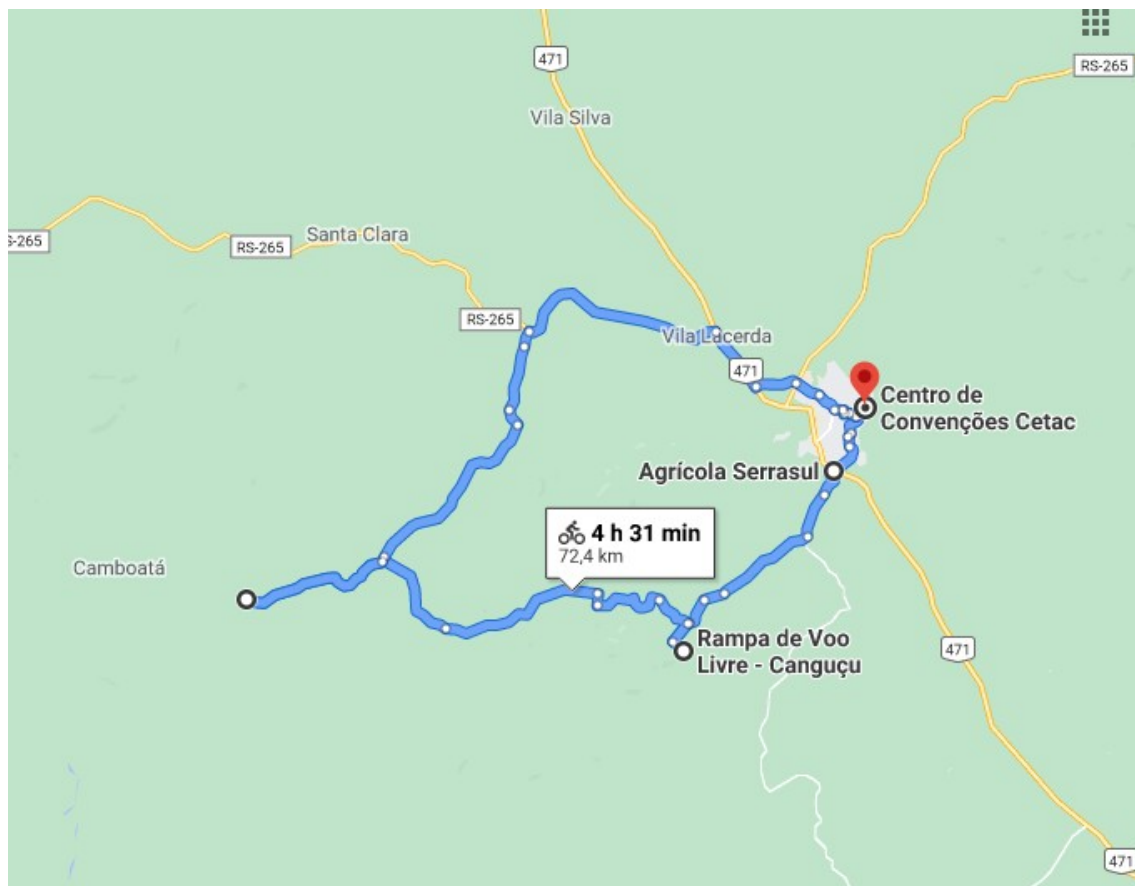 471
RS-265
Vila Silva
Santa Clara
S-265
RS-265
RS-265
Vila Lacerda
471
Centro de
Convenções Cetac
Agrícola Serrasul
4 h 31 min
72,4 km
Camboatá
Rampa de Voo
Livre - Canguçu
471
471